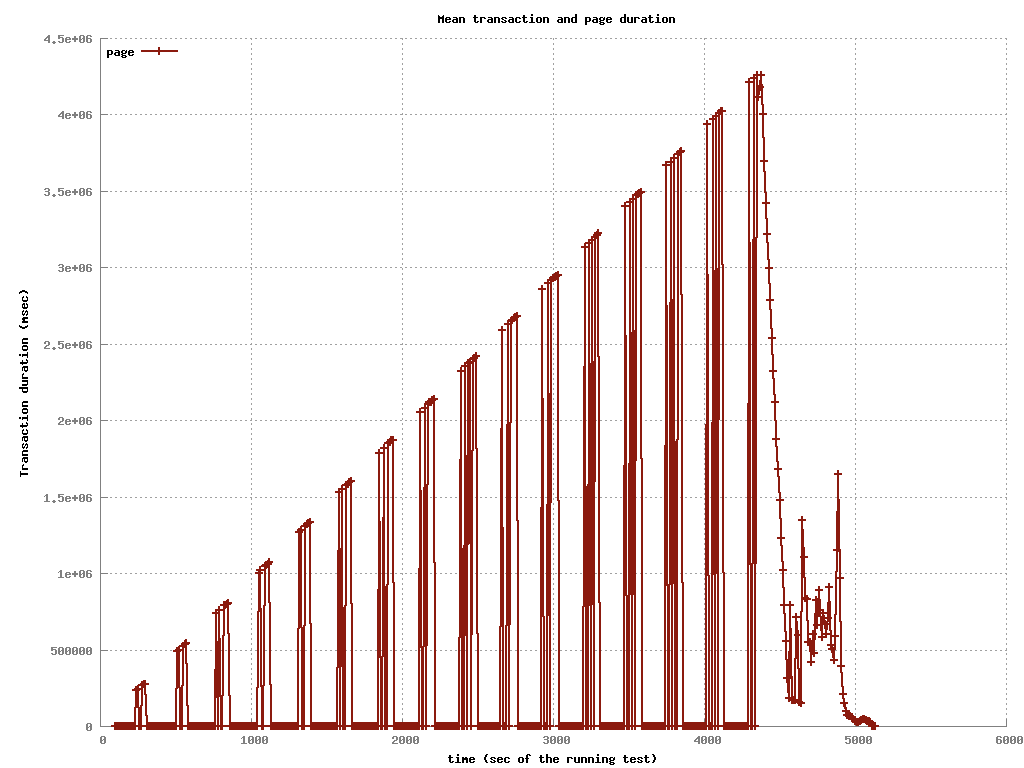 Mean transaction and page duration
4.5e+06
page
4e+06
3.5e+06
3e+06
2.5e+06
2e+06
1.5e+06
1e+06
500000
0
Transaction duration (msec)
0 1000 2000 3000 4000 5000 6000
time (sec of the running test)